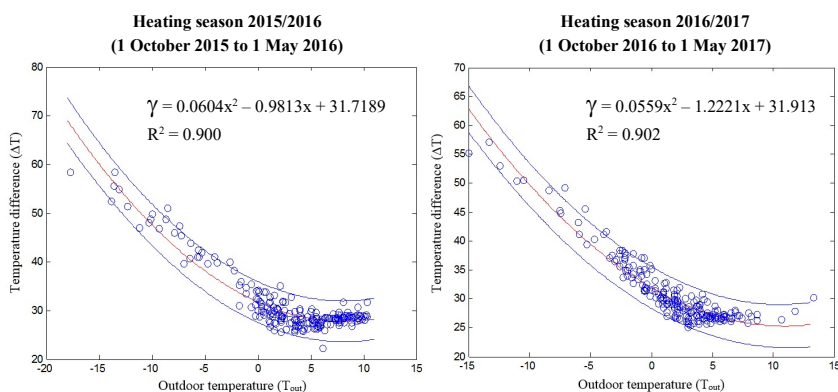 Heating season 2015/2016
(1 October 2015 to 1 May 2016)
80
70
60
50
40
30
20
-20
-15
-10
-5
0
5
10
15
Temperature difference (ΔT)
Outdoor temperature (Tout)
γ = 0.0604x² – 0.9813x + 31.7189
R² = 0.900
Heating season 2016/2017
(1 October 2016 to 1 May 2017)
70
65
60
55
50
45
40
35
30
25
20
-15
-10
-5
0
5
10
15
Temperature difference (ΔT)
Outdoor temperature (Tout)
γ = 0.0559x² – 1.2221x + 31.913
R² = 0.902